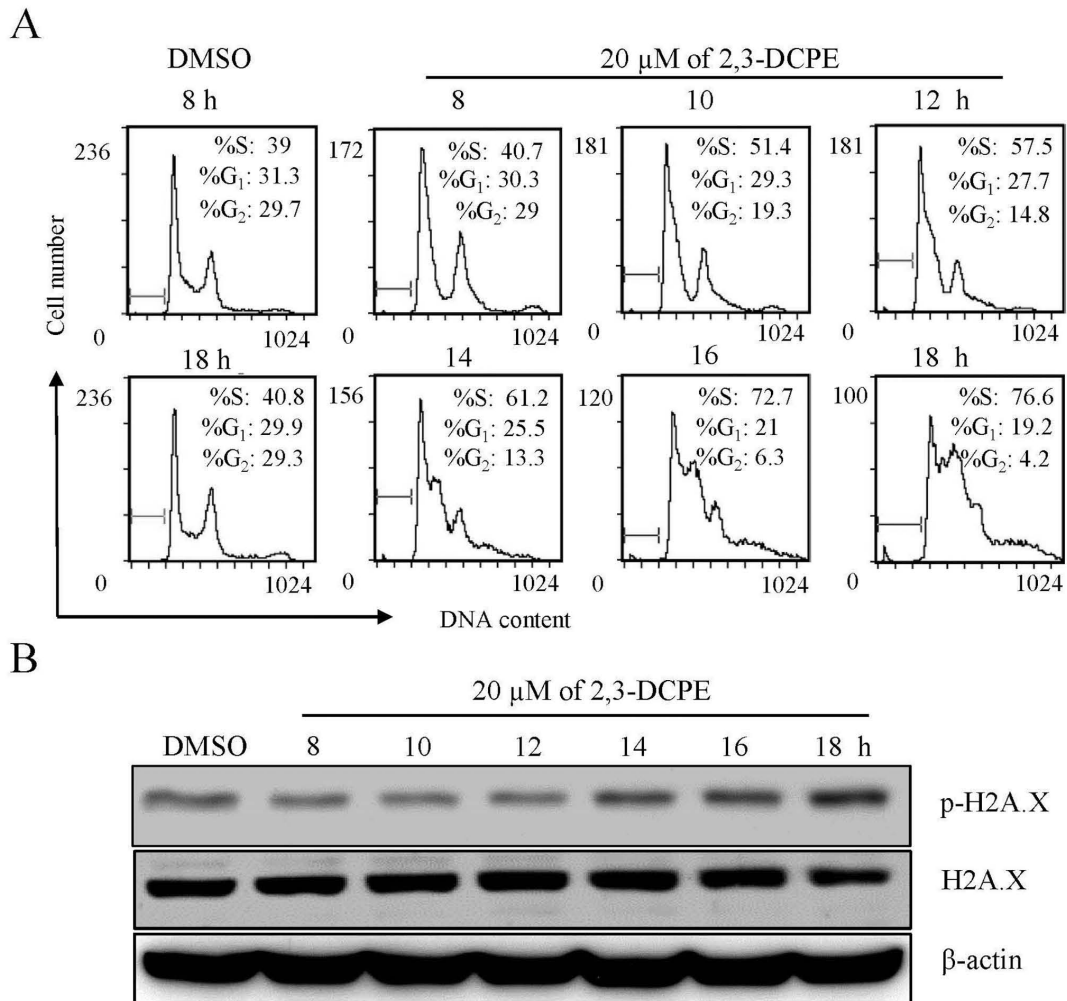 A
DMSO
20 µM of 2,3-DCPE
8 h
8
10
12 h
236
%S: 39
%G₁: 31.3
%G₂: 29.7
0
1024
172
%S: 40.7
%G₁: 30.3
%G₂: 29
0
1024
181
%S: 51.4
%G₁: 29.3
%G₂: 19.3
0
1024
181
%S: 57.5
%G₁: 27.7
%G₂: 14.8
0
1024
Cell number
18 h
14
16
18 h
236
%S: 40.8
%G₁: 29.9
%G₂: 29.3
0
1024
156
%S: 61.2
%G₁: 25.5
%G₂: 13.3
0
1024
120
%S: 72.7
%G₁: 21
%G₂: 6.3
0
1024
100
%S: 76.6
%G₁: 19.2
%G₂: 4.2
0
1024
DNA content
B
20 µM of 2,3-DCPE
DMSO 8 10 12 14 16 18 h
p-H2A.X
H2A.X
β-actin